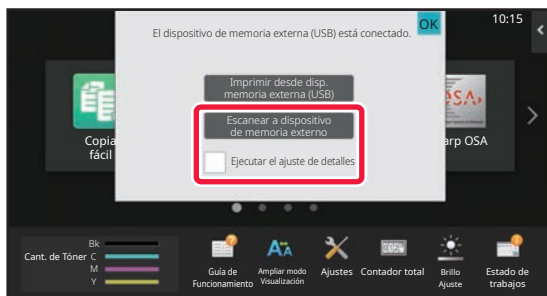 10:15
OK
El dispositivo de memoria externa (USB) está conectado.
Imprimir desde disp.
memoria externa (USB)
Escanear a dispositivo
de memoria externo
Ejecutar el ajuste de detalles
Copia
fácil
arp OSA
Cant. de Tóner
Bk
C
M
Y
Guía de
Funcionamiento
Ampliar modo
Visualización
Ajustes
Contador total
Brillo
Ajuste
Estado de
trabajos